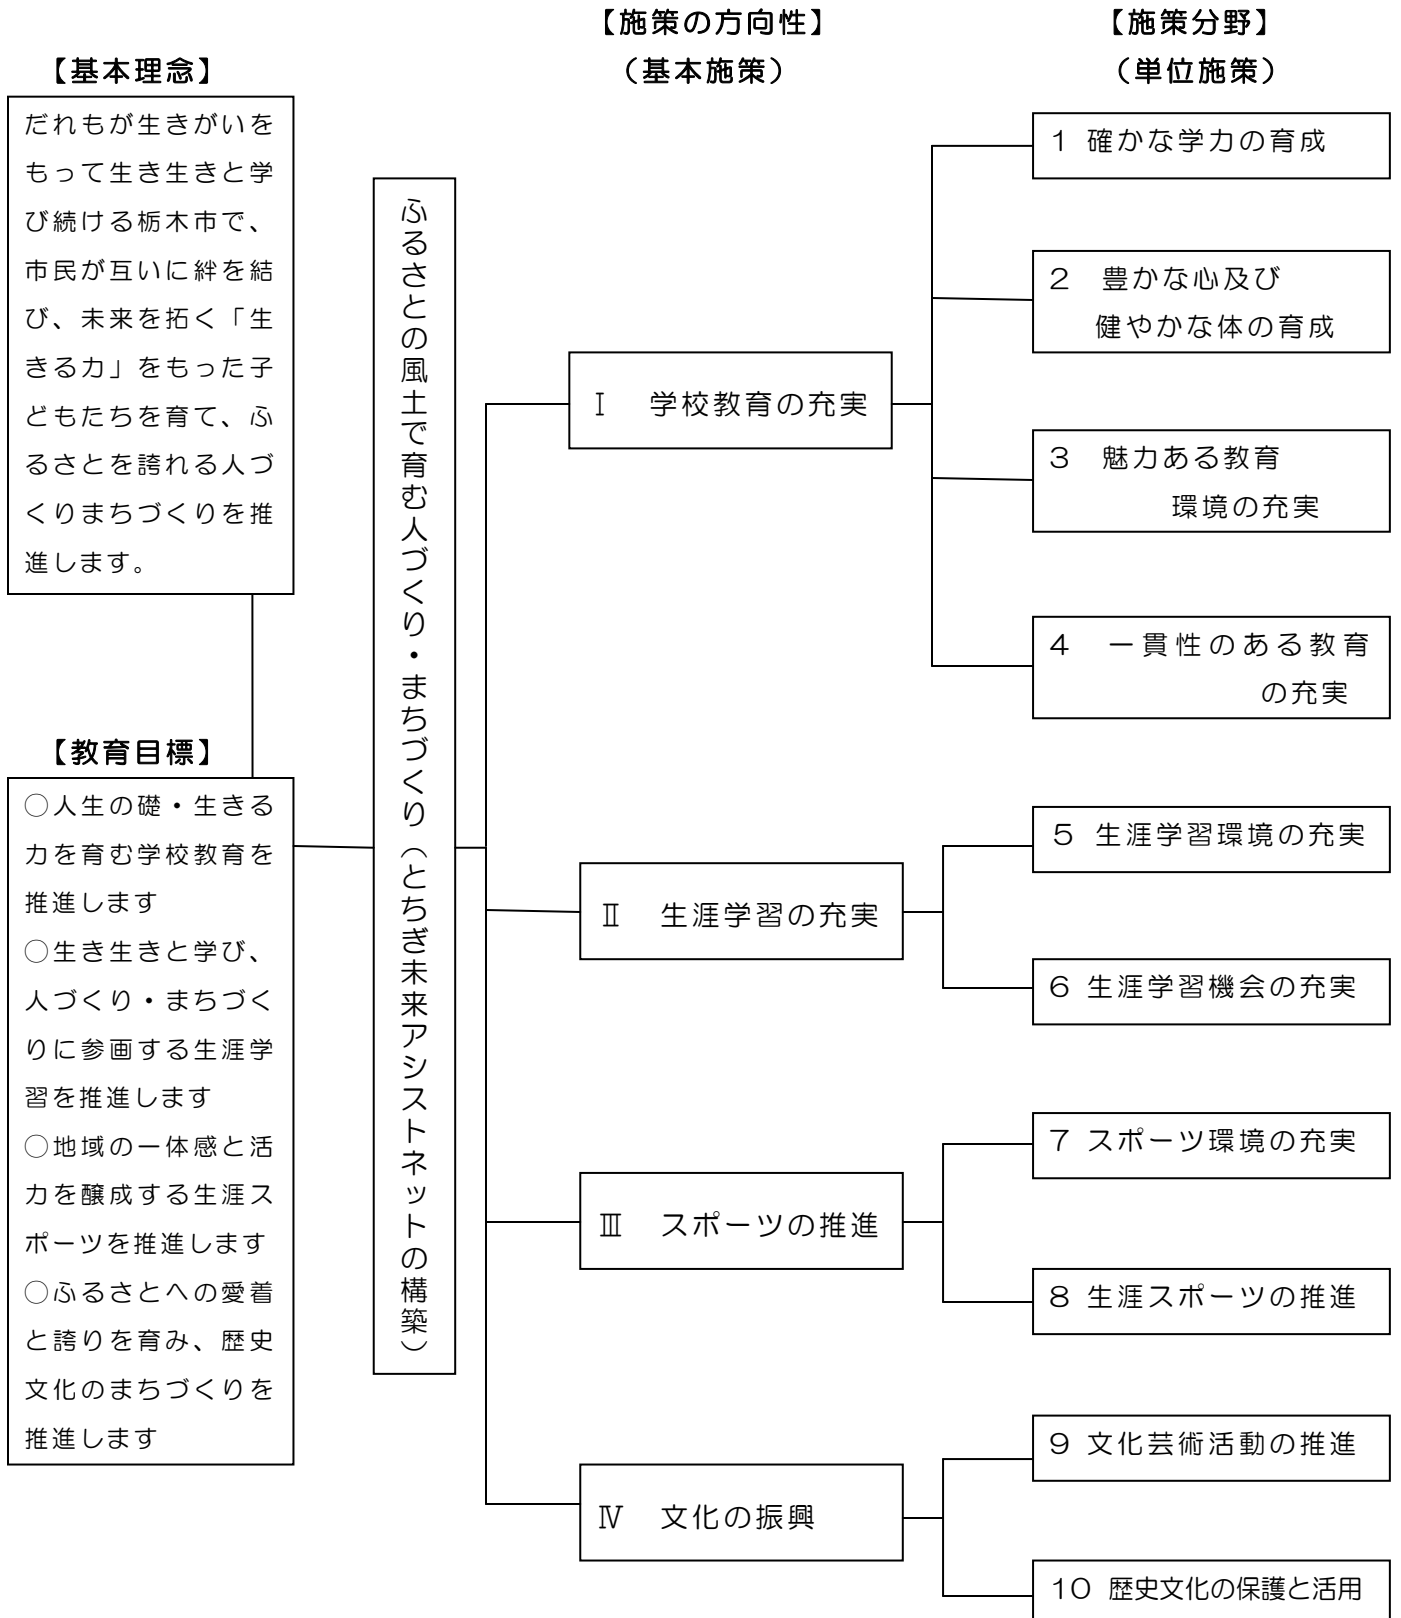 【基本理念】
だれもが生きがいを
もって生き生きと学
び続ける栃木市で、
市民が互いに絆を結
び、未来を拓く「生
きる力」をもった子
どもたちを育て、ふ
るさとを誇れる人づ
くりまちづくりを推
進します。
【教育目標】
○人生の礎・生きる
力を育む学校教育を
推進します
○生き生きと学び、
人づくり・まちづく
りに参画する生涯学
習を推進します
○地域の一体感と活
力を醸成する生涯ス
ポーツを推進します
○ふるさとへの愛着
と誇りを育み、歴史
文化のまちづくりを
推進します
ふるさとの風土で育む人づくり・まちづくり（とちぎ未来アシストネットの構築）
【施策の方向性】
（基本施策）
Ⅰ　学校教育の充実
Ⅱ　生涯学習の充実
Ⅲ　スポーツの推進
Ⅳ　文化の振興
【施策分野】
（単位施策）
１ 確かな学力の育成
２　豊かな心及び
健やかな体の育成
３　魅力ある教育
環境の充実
４　一貫性のある教育
の充実
５ 生涯学習環境の充実
６ 生涯学習機会の充実
７ スポーツ環境の充実
８ 生涯スポーツの推進
９ 文化芸術活動の推進
１０ 歴史文化の保護と活用